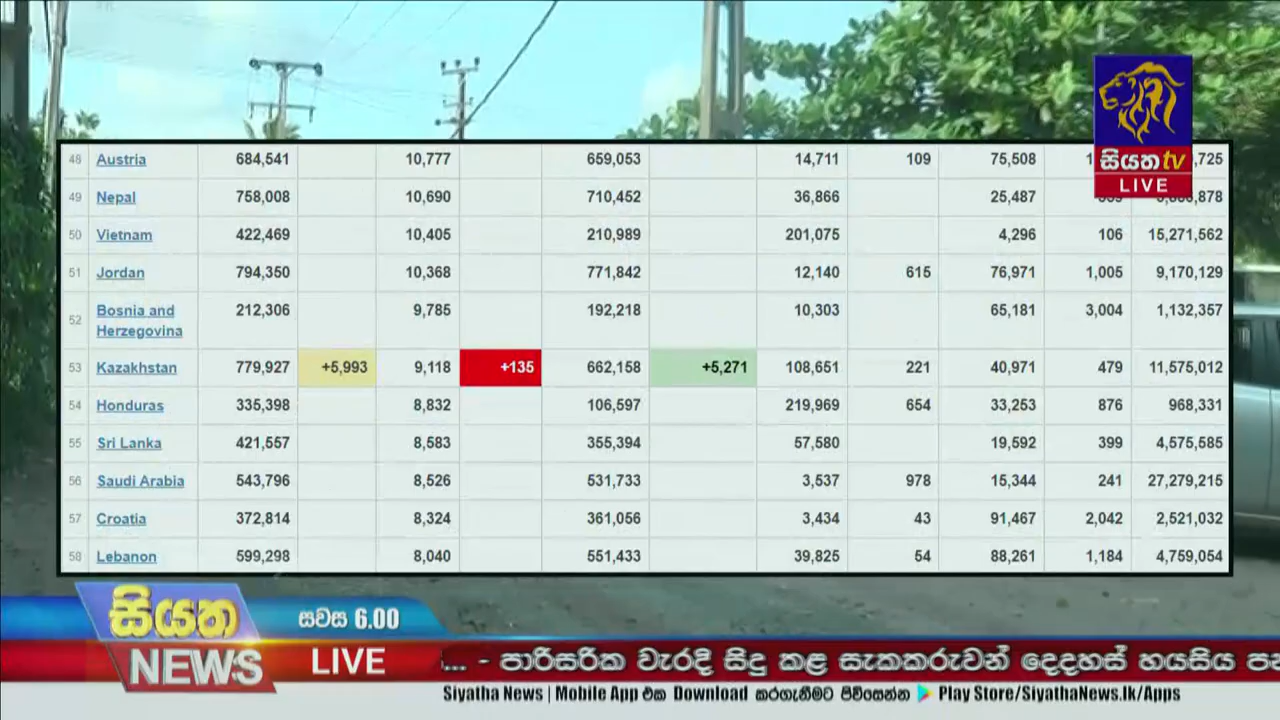 සියත tv
LIVE
48 Austria 684,541 10,777 659,053 14,711 109 75,508 ,725
49 Nepal 758,008 10,690 710,452 36,866 25,487 ,878
50 Vietnam 422,469 10,405 210,989 201,075 4,296 106 15,271,562
51 Jordan 794,350 10,368 771,842 12,140 615 76,971 1,005 9,170,129
52 Bosnia and Herzegovina 212,306 9,785 192,218 10,303 65,181 3,004 1,132,357
53 Kazakhstan 779,927 +5,993 9,118 +135 662,158 +5,271 108,651 221 40,971 479 11,575,012
54 Honduras 335,398 8,832 106,597 219,969 654 33,253 876 968,331
55 Sri Lanka 421,557 8,583 355,394 57,580 19,592 399 4,575,585
56 Saudi Arabia 543,796 8,526 531,733 3,537 978 15,344 241 27,279,215
57 Croatia 372,814 8,324 361,056 3,434 43 91,467 2,042 2,521,032
58 Lebanon 599,298 8,040 551,433 39,825 54 88,261 1,184 4,759,054
සියත
NEWS
සවස 6.00
LIVE
... - පාරිසරික වැරදි සිදු කළ සැකකරුවන් දෙදහස් හයසිය
Siyatha News | Mobile App එක Download කරගැනීමට පිවිසෙන්න Play Store/SiyathaNews.lk/Apps